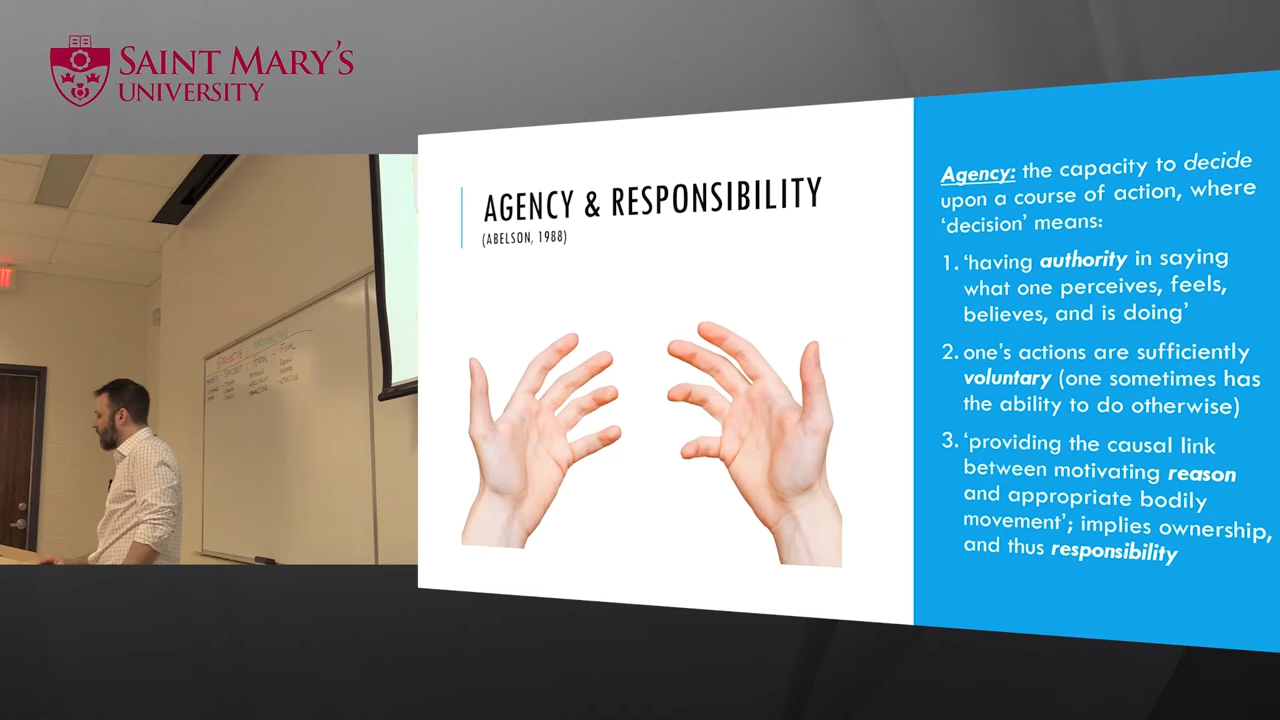 SAINT MARY'S
UNIVERSITY
AGENCY & RESPONSIBILITY
(ABELSON, 1988)
Agency: the capacity to decide
upon a course of action, where
‘decision’ means:
1. ‘having authority in saying
what one perceives, feels,
believes, and is doing’
2. one’s actions are sufficiently
voluntary (one sometimes has
the ability to do otherwise)
3. ‘providing the causal link
between motivating reason
and appropriate bodily
movement’; implies ownership,
and thus responsibility